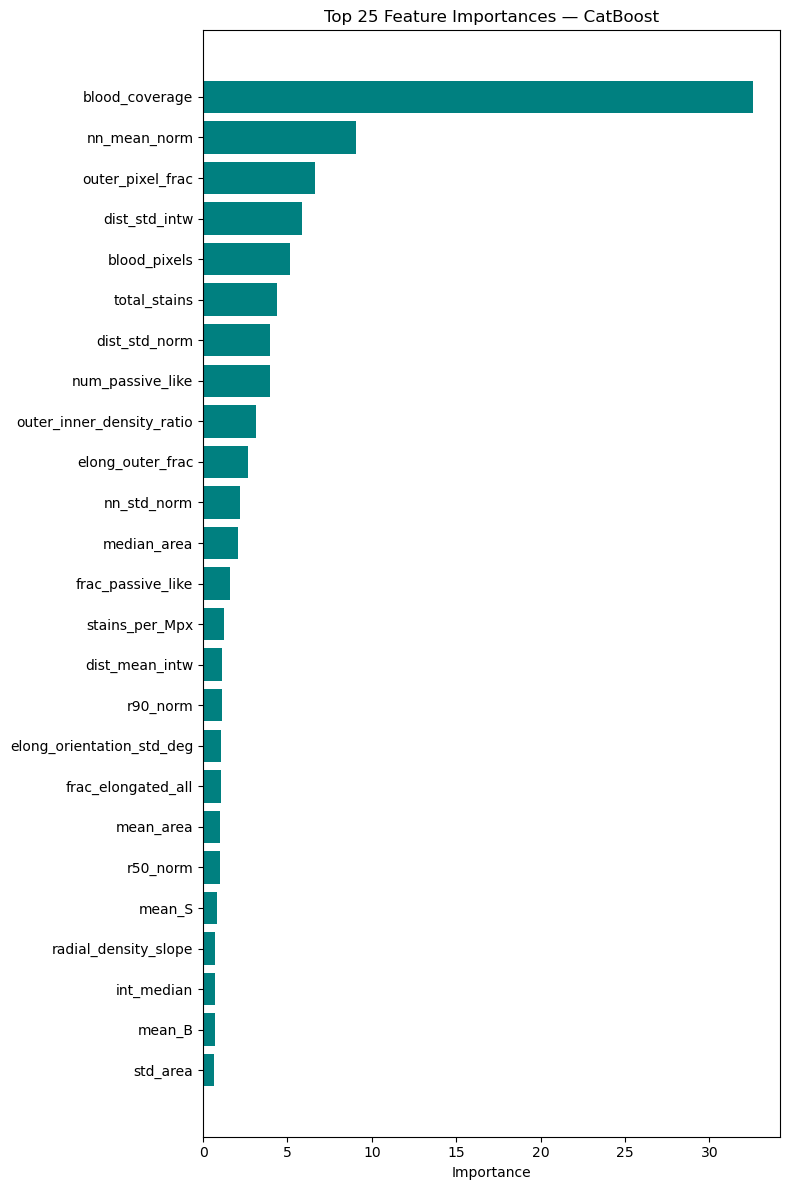 Top 25 Feature Importances — CatBoost
blood_coverage
nn_mean_norm
outer_pixel_frac
dist_std_intw
blood_pixels
total_stains
dist_std_norm
num_passive_like
outer_inner_density_ratio
elong_outer_frac
nn_std_norm
median_area
frac_passive_like
stains_per_Mpx
dist_mean_intw
r90_norm
elong_orientation_std_deg
frac_elongated_all
mean_area
r50_norm
mean_S
radial_density_slope
int_median
mean_B
std_area
0 5 10 15 20 25 30
Importance